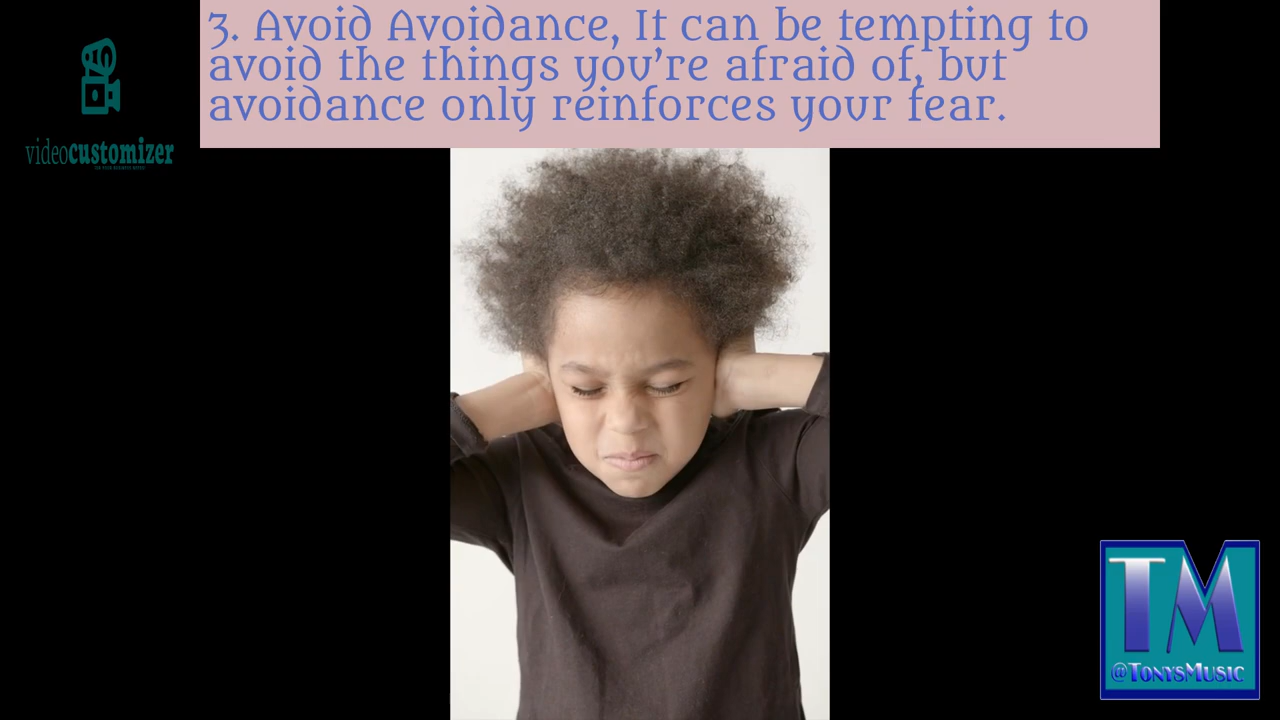 3. Avoid Avoidance, It can be tempting to
avoid the things you're afraid of, but
avoidance only reinforces your fear.
videocustomizer
TM
@TonysMusic